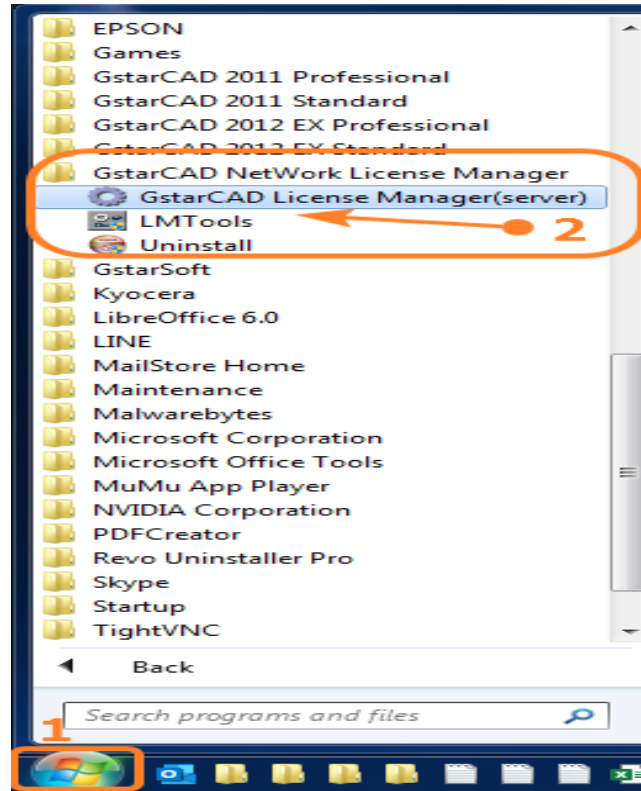 EPSON
Games
GstarCAD 2011 Professional
GstarCAD 2011 Standard
GstarCAD 2012 EX Professional
GstarCAD 2012 EX Standard
GstarCAD NetWork License Manager
GstarCAD License Manager(server)
LMTools
2
Uninstall
GstarSoft
Kyocera
LibreOffice 6.0
LINE
MailStore Home
Maintenance
Malwarebytes
Microsoft Corporation
Microsoft Office Tools
MuMu App Player
NVIDIA Corporation
PDFCreator
Revo Uninstaller Pro
Skype
Startup
TightVNC
Back
Search programs and files
1